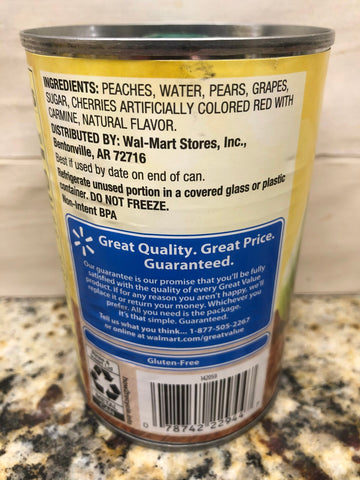 INGREDIENTS: PEACHES, WATER, PEARS, GRAPES,
SUGAR, CHERRIES ARTIFICIALLY COLORED RED WITH
CARMINE, NATURAL FLAVOR.
DISTRIBUTED BY: Wal-Mart Stores, Inc.,
Bentonville, AR 72716
Best if used by date on end of can.
Refrigerate unused portion in a covered glass or plastic
container. DO NOT FREEZE.
Non-intent BPA
Great Quality. Great Price.
Guaranteed.
Our guarantee is our promise that you'll be fully
satisfied with the quality of every Great Value
product. if for any reason you aren't happy, we'll
replace it or return your money. Whichever you
prefer. All you need is the package.
It's that simple. Guaranteed.
Tell us what you think... 1-877-505-2267
or online at walmart.com/greatvalue
Gluten-Free
142059
0 78742 22944